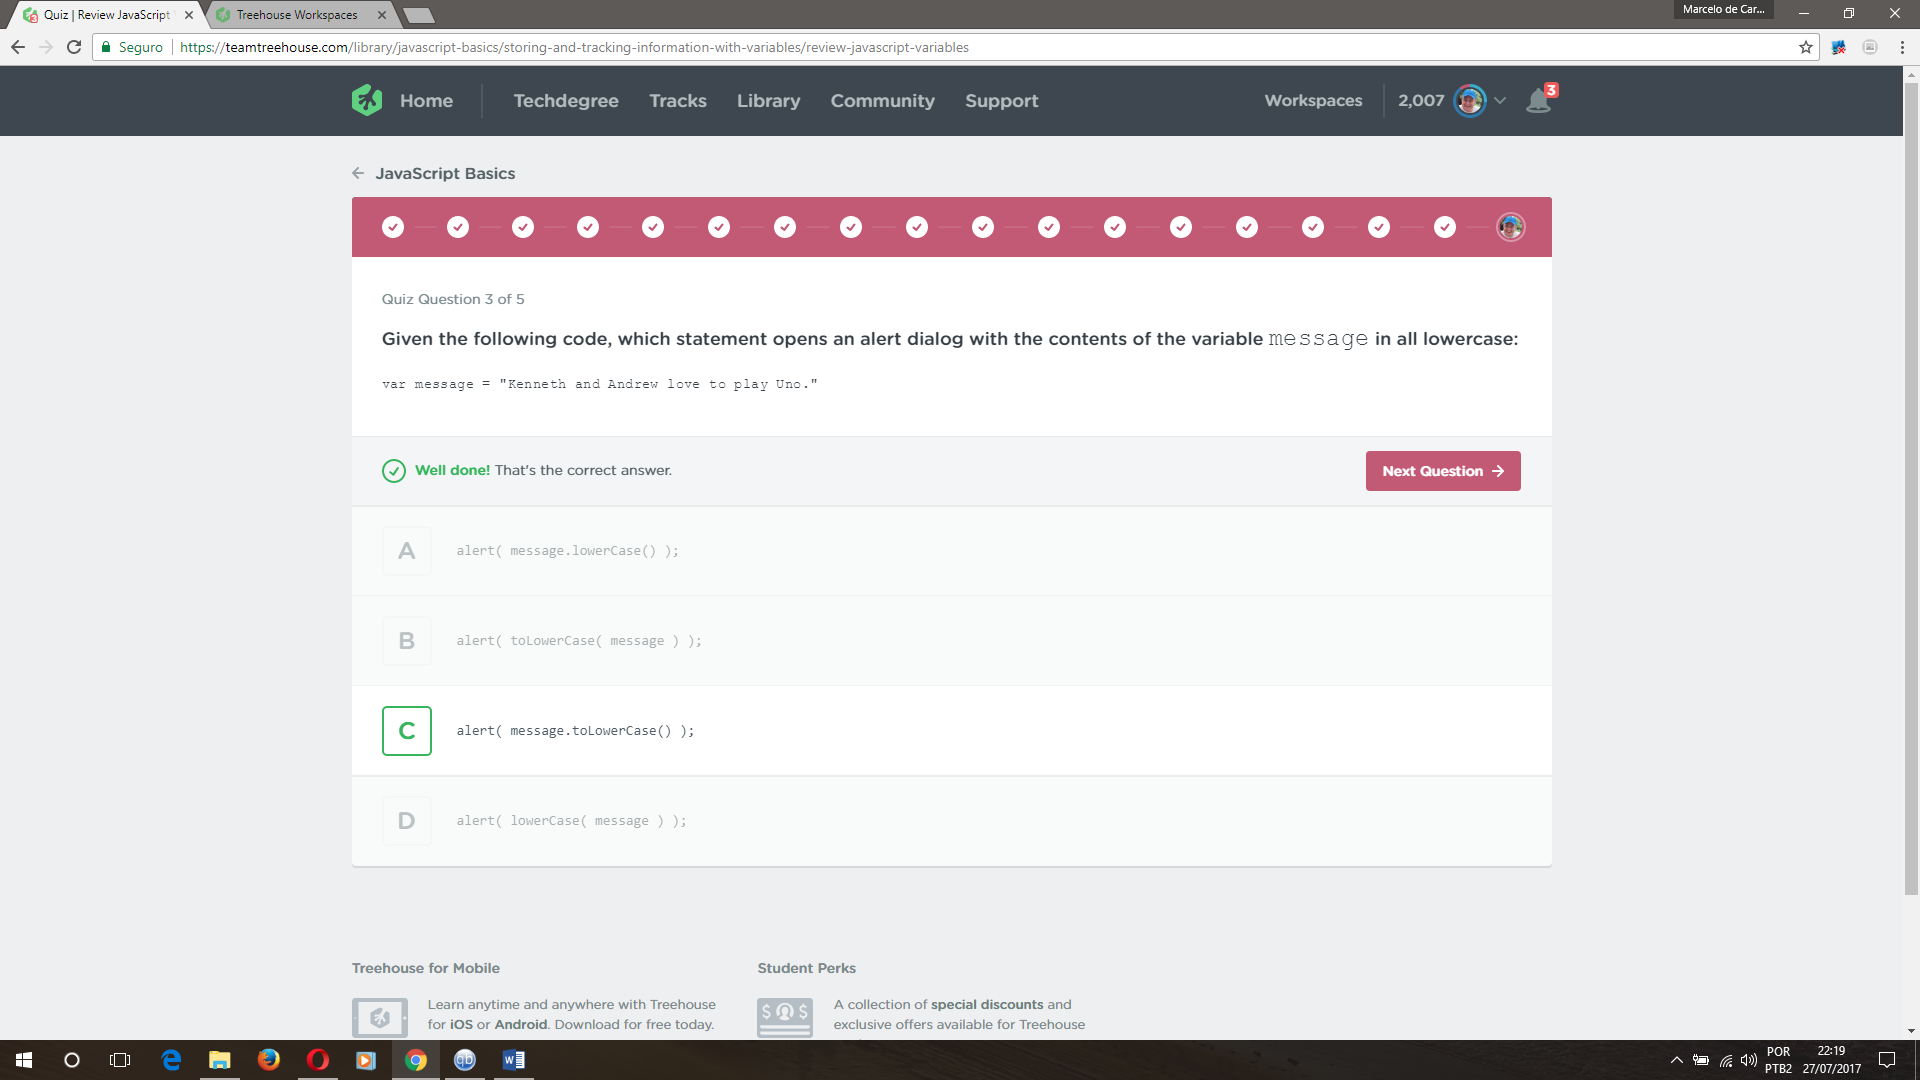 Quiz | Review JavaScript
Treehouse Workspaces
Marcelo de Car...
Seguro
https://teamtreehouse.com/library/javascript-basics/storing-and-tracking-information-with-variables/review-javascript-variables
Home
Techdegree
Tracks
Library
Community
Support
Workspaces
2,007
3
JavaScript Basics
Quiz Question 3 of 5
Given the following code, which statement opens an alert dialog with the contents of the variable message in all lowercase:
var message = "Kenneth and Andrew love to play Uno."
Well done! That's the correct answer.
Next Question →
A
alert( message.lowerCase() );
B
alert( toLowerCase( message ) );
C
alert( message.toLowerCase() );
D
alert( lowerCase( message ) );
Treehouse for Mobile
Learn anytime and anywhere with Treehouse
for iOS or Android. Download for free today.
Student Perks
A collection of special discounts and
exclusive offers available for Treehouse
POR
PTB2
22:19
27/07/2017